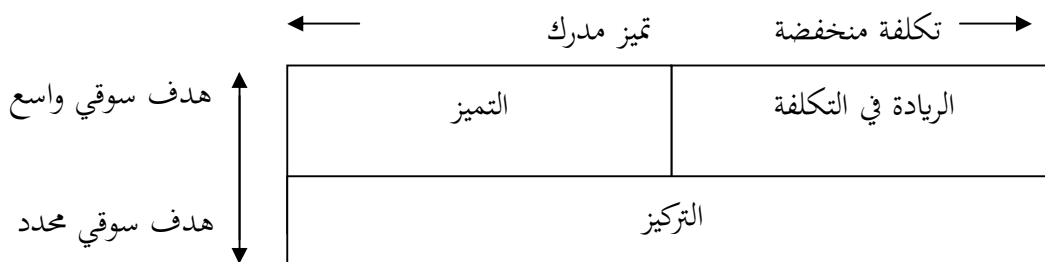 تكلفة منخفضة
تميز مدرك
هدف سوقي واسع
الريادة في التكلفة
التميز
هدف سوقي محدد
التركيز